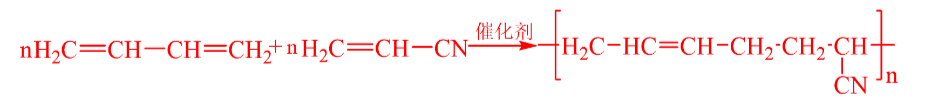 nH₂C=CH—CH=CH₂+nH₂C=CH—CN 催化剂 [H₂C—HC=CH—CH₂-CH₂-CH]n
CN